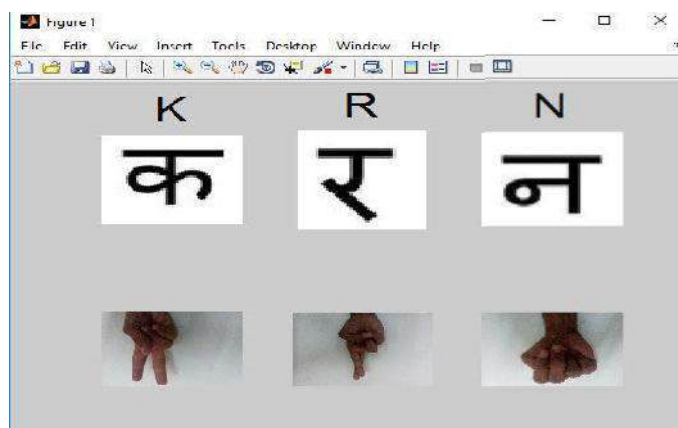 Figure 1
File Edit View Insert Tools Desktop Window Help
K R N
क र न